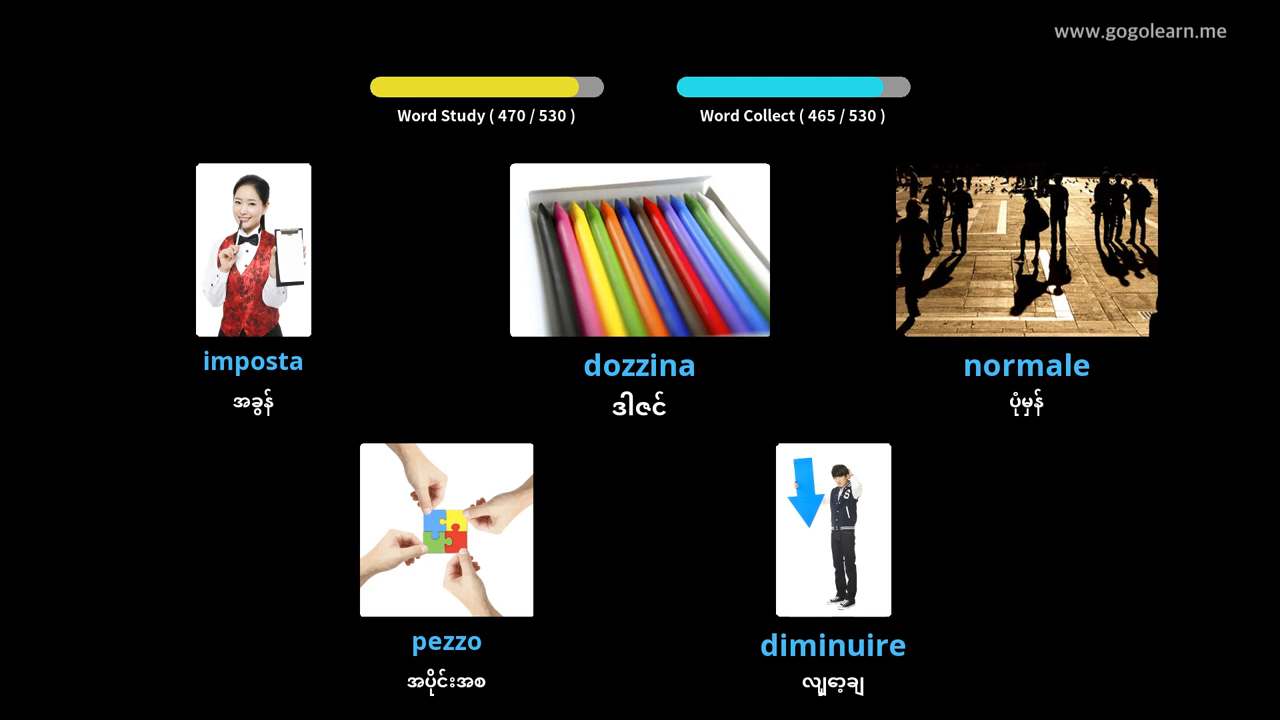 www.gogolearn.me
Word Study ( 470 / 530 )
Word Collect ( 465 / 530 )
imposta
အခွန်
dozzina
ဒါဇင်
normale
ပုံမှန်
pezzo
အပိုင်းအစ
diminuire
လျှော့ချ